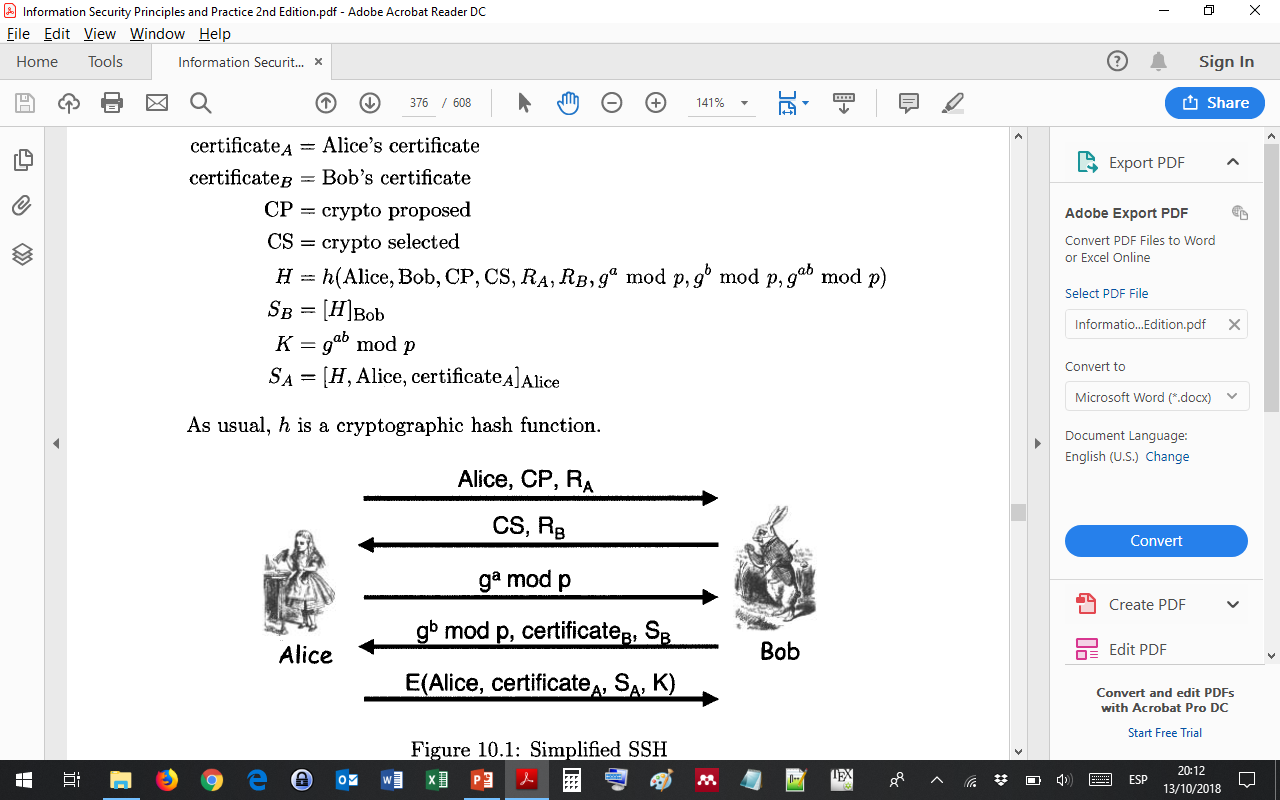 Information Security Principles and Practice 2nd Edition.pdf - Adobe Acrobat Reader DC
File Edit View Window Help
Home Tools Information Securit... × Sign In
376 / 608 141% Share
certificate_A = Alice's certificate
certificate_B = Bob's certificate
CP = crypto proposed
CS = crypto selected
H = h(Alice, Bob, CP, CS, R_A, R_B, g^a mod p, g^b mod p, g^{ab} mod p)
S_B = [H]_Bob
K = g^{ab} mod p
S_A = [H, Alice, certificate_A]_Alice
As usual, h is a cryptographic hash function.
Alice, CP, R_A
CS, R_B
g^a mod p
g^b mod p, certificate_B, S_B
E(Alice, certificate_A, S_A, K)
Alice
Bob
Figure 10.1: Simplified SSH
Export PDF
Adobe Export PDF
Convert PDF Files to Word
or Excel Online
Select PDF File
Informatio...Edition.pdf
Convert to
Microsoft Word (*.docx)
Document Language:
English (U.S.) Change
Convert
Create PDF
Edit PDF
Convert and edit PDFs
with Acrobat Pro DC
Start Free Trial
ESP
20:12
13/10/2018